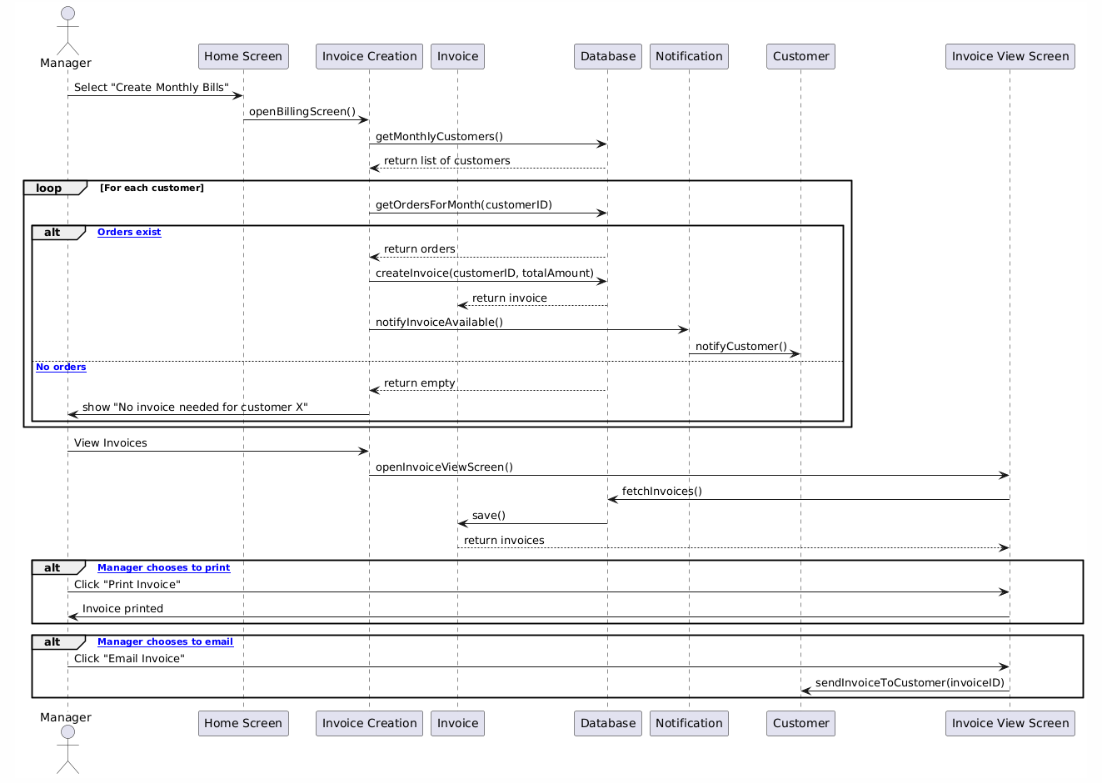 Manager
Home Screen
Invoice Creation
Invoice
Database
Notification
Customer
Invoice View Screen
Select "Create Monthly Bills"
openBillingScreen()
getMonthlyCustomers()
return list of customers
loop
[For each customer]
getOrdersForMonth(customerID)
alt
Orders exist
return orders
createInvoice(customerID, totalAmount)
return invoice
notifyInvoiceAvailable()
notifyCustomer()
No orders
return empty
show "No invoice needed for customer X"
View Invoices
openInvoiceViewScreen()
fetchInvoices()
save()
return invoices
alt
Manager chooses to print
Click "Print Invoice"
Invoice printed
alt
Manager chooses to email
Click "Email Invoice"
sendInvoiceToCustomer(invoiceID)
Manager
Home Screen
Invoice Creation
Invoice
Database
Notification
Customer
Invoice View Screen